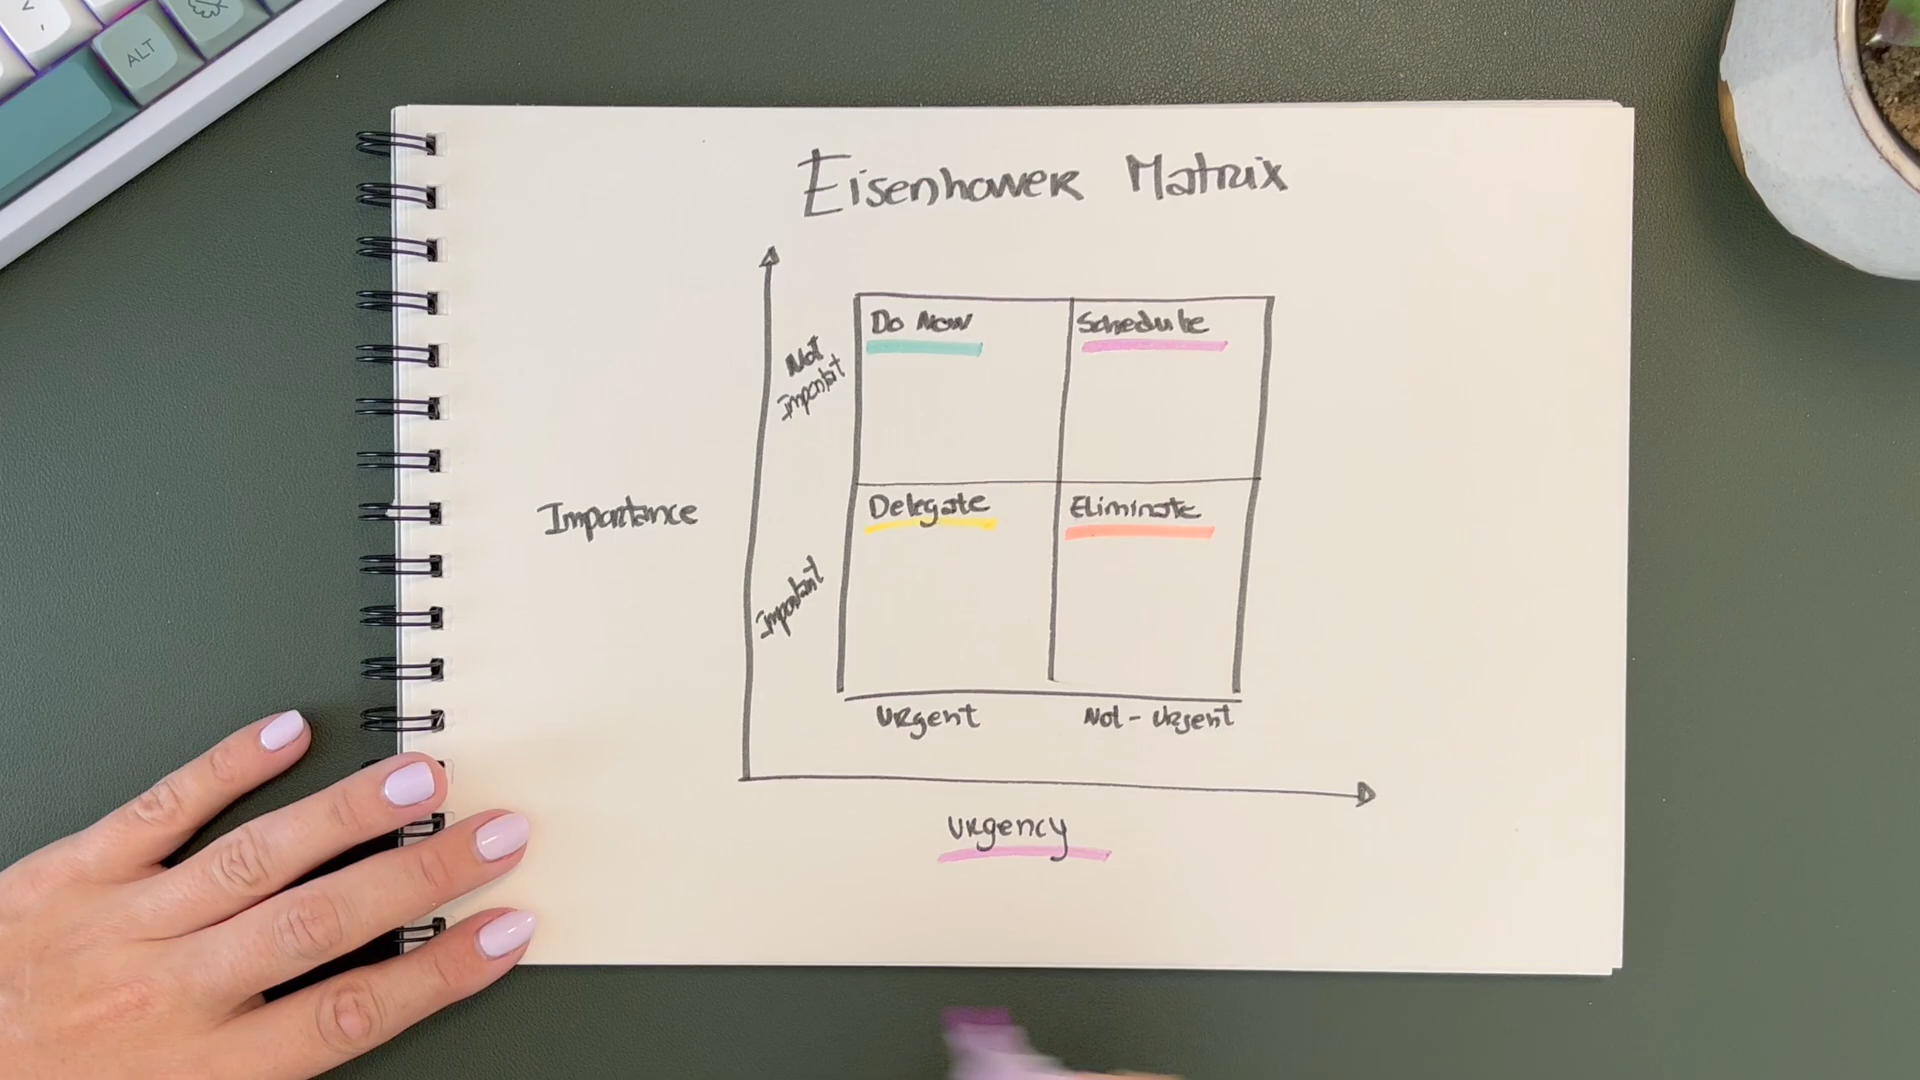 ALT
Eisenhower Matrix
Do Now
Schedule
Not
Important
Delegate
Eliminate
Importance
Important
Urgent
Not - Urgent
Urgency